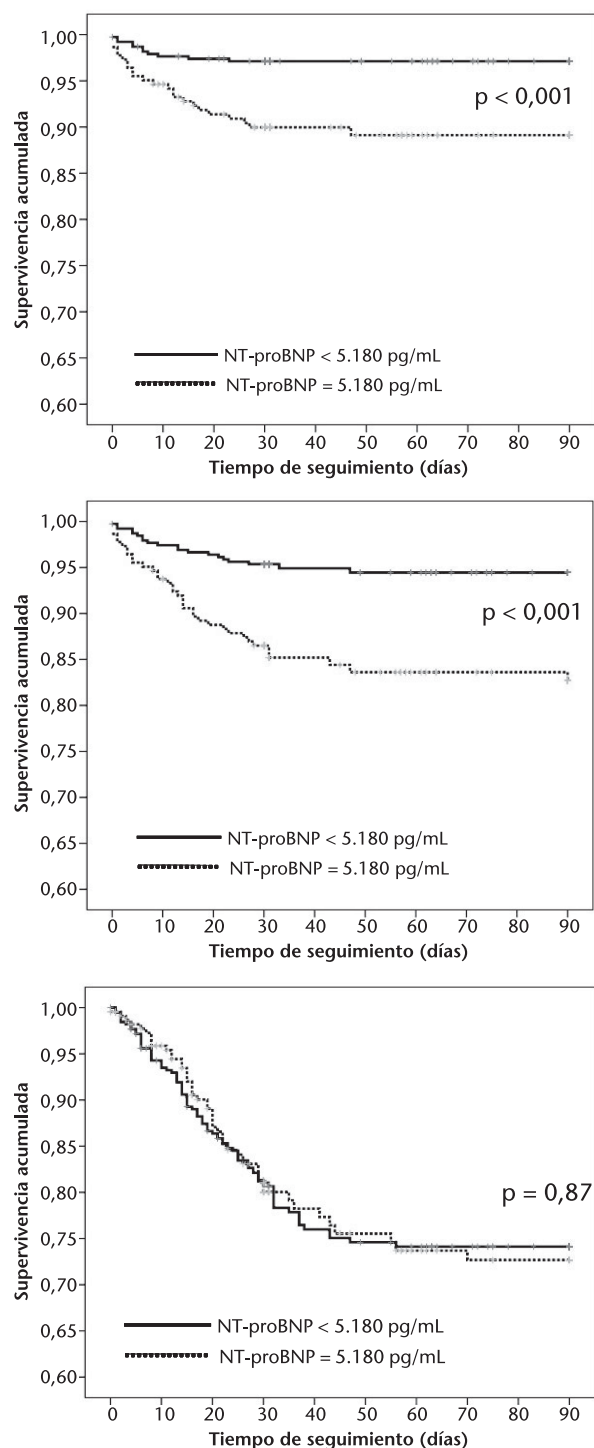 1,00
0,95
0,90
0,85
0,80
0,75
0,70
0,65
0,60
Supervivencia acumulada
p < 0,001
NT-proBNP < 5.180 pg/mL
NT-proBNP = 5.180 pg/mL
0 10 20 30 40 50 60 70 80 90
Tiempo de seguimiento (días)
1,00
0,95
0,90
0,85
0,80
0,75
0,70
0,65
0,60
Supervivencia acumulada
p < 0,001
NT-proBNP < 5.180 pg/mL
NT-proBNP = 5.180 pg/mL
0 10 20 30 40 50 60 70 80 90
Tiempo de seguimiento (días)
1,00
0,95
0,90
0,85
0,80
0,75
0,70
0,65
0,60
Supervivencia acumulada
p = 0,87
NT-proBNP < 5.180 pg/mL
NT-proBNP = 5.180 pg/mL
0 10 20 30 40 50 60 70 80 90
Tiempo de seguimiento (días)